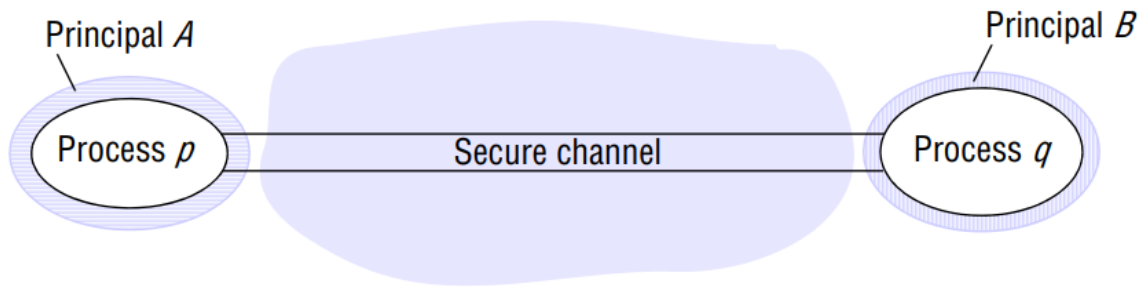 Principal A
Principal B
Process p
Secure channel
Process q